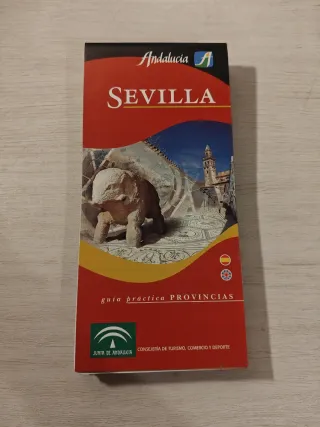 Andalucía
SEVILLA
guía práctica PROVINCIAS
JUNTA DE ANDALUCIA
CONSEJERÍA DE TURISMO, COMERCIO Y DEPORTE